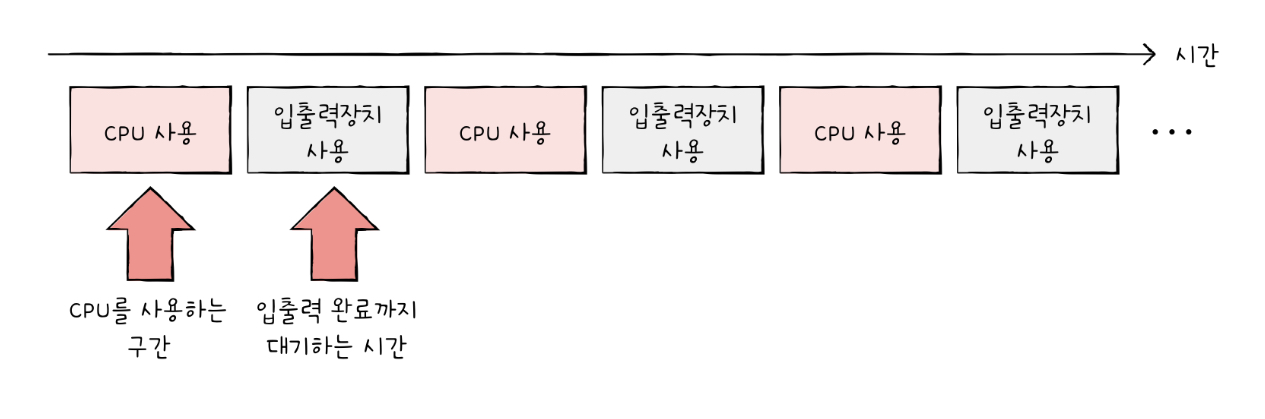 시간
CPU 사용
입출력장치
사용
CPU 사용
입출력장치
사용
CPU 사용
입출력장치
사용
...
CPU를 사용하는
구간
입출력 완료까지
대기하는 시간